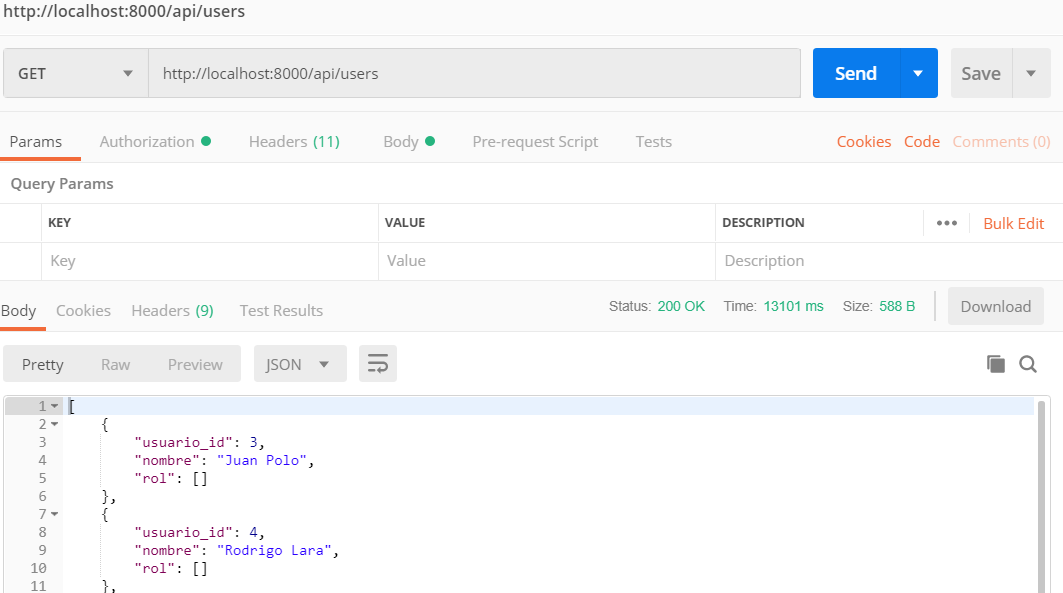 http://localhost:8000/api/users
GET http://localhost:8000/api/users Send Save
Params Authorization Headers (11) Body Pre-request Script Tests Cookies Code Comments (0)
Query Params
KEY VALUE DESCRIPTION ••• Bulk Edit
Key Value Description
Body Cookies Headers (9) Test Results Status: 200 OK Time: 13101 ms Size: 588 B Download
Pretty Raw Preview JSON
1 [
2 {
3 "usuario_id": 3,
4 "nombre": "Juan Polo",
5 "rol": []
6 },
7 {
8 "usuario_id": 4,
9 "nombre": "Rodrigo Lara",
10 "rol": []
11 },